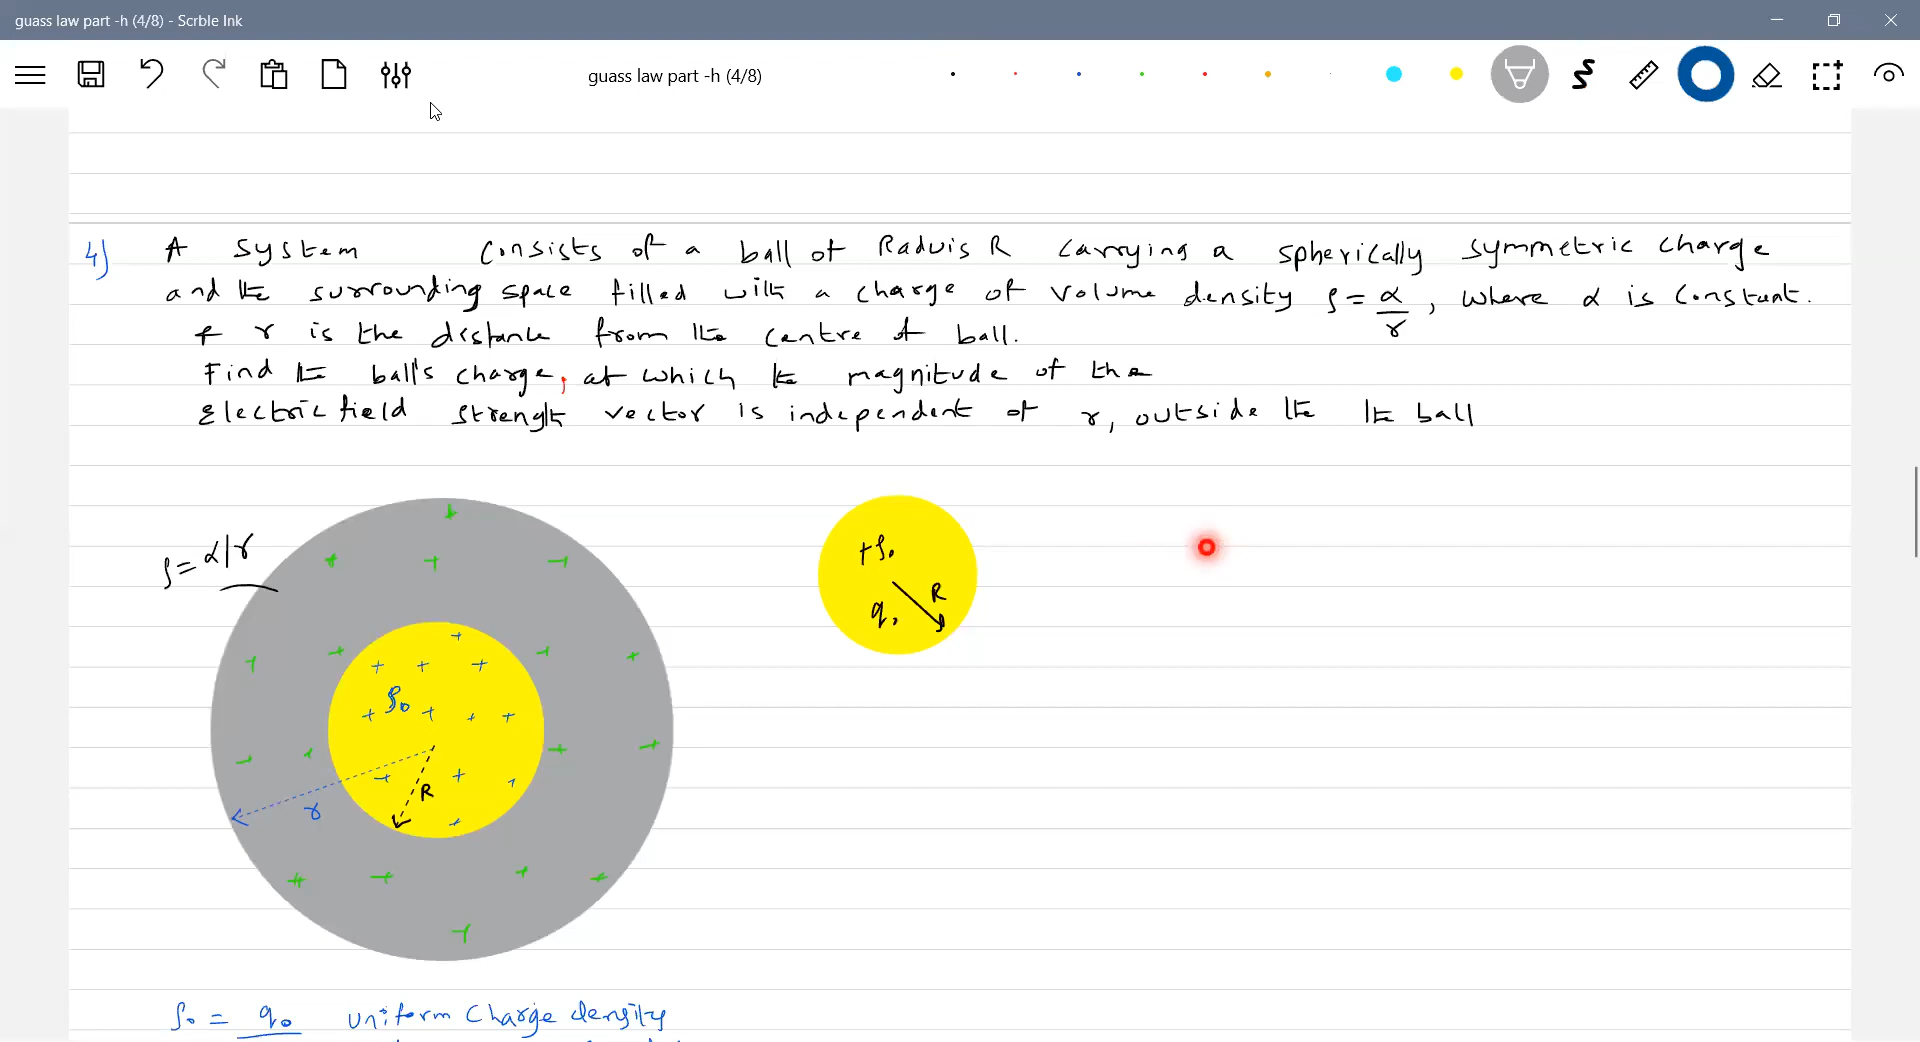 guass law part -h (4/8) - Scrble Ink
guass law part -h (4/8)
4) A System Consists of a ball of Raduis R Carrying a spherically symmetric charge
and the surrounding space filled with a charge of volume density ρ = α/r , where α is constant.
& r is the distance from the centre of ball.
Find the ball's charge, at which the magnitude of the
Electric field strength vector is independent of r, outside the the ball
ρ = α/r
+ρ₀
R
q₀
ρ₀
R
r
ρ₀ = q₀ uniform Charge density